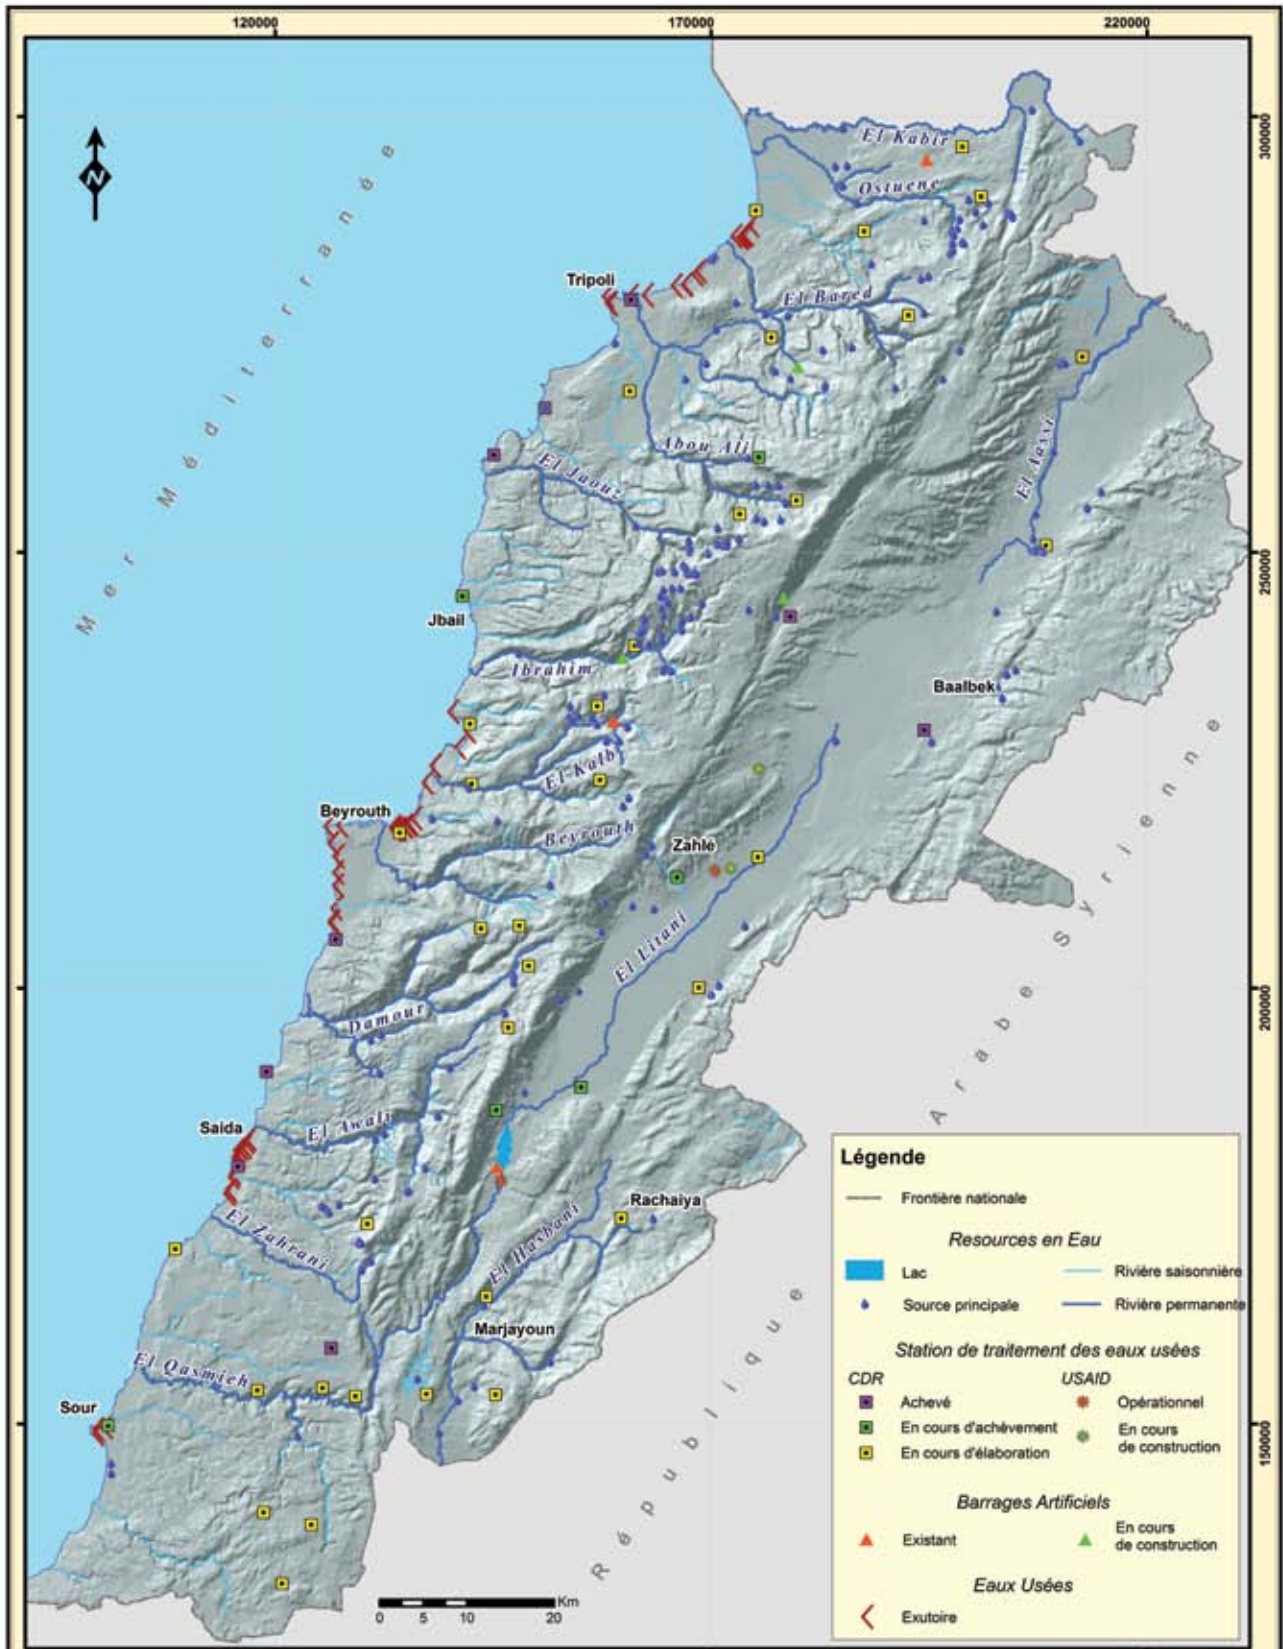 120000
170000
220000
300000
250000
200000
150000
N
Mer Méditerranée
El Kabir
Ostuene
Tripoli
El Bared
Abou Ali
El Jaouz
El Aassi
Jbail
Ibrahim
Baalbek
El Kalb
Beyrouth
Beyrouth
Zahlé
El Litani
Damour
Saida
El Awali
Rachaiya
El Zahrani
El Hasbani
Marjayoun
El Qasmieh
Sour
République Arabe Syrienne
0 5 10 20 Km
Légende
Frontière nationale
Resources en Eau
Lac
Rivière saisonnière
Source principale
Rivière permanente
Station de traitement des eaux usées
CDR
USAID
Achevé
Opérationnel
En cours d'achèvement
En cours
de construction
En cours d'élaboration
Barrages Artificiels
Existant
En cours
de construction
Eaux Usées
Exutoire